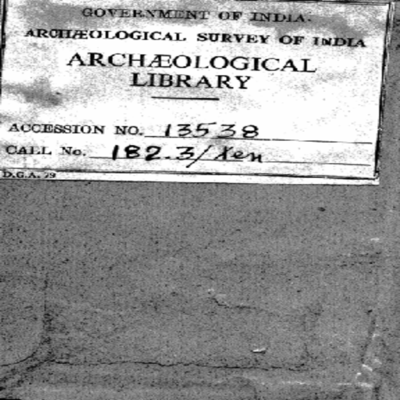 GOVERNMENT OF INDIA.
ARCHÆOLOGICAL SURVEY OF INDIA
ARCHÆOLOGICAL
LIBRARY
ACCESSION NO. 13538
CALL No. 182.3/Xen
D.G.A. 79